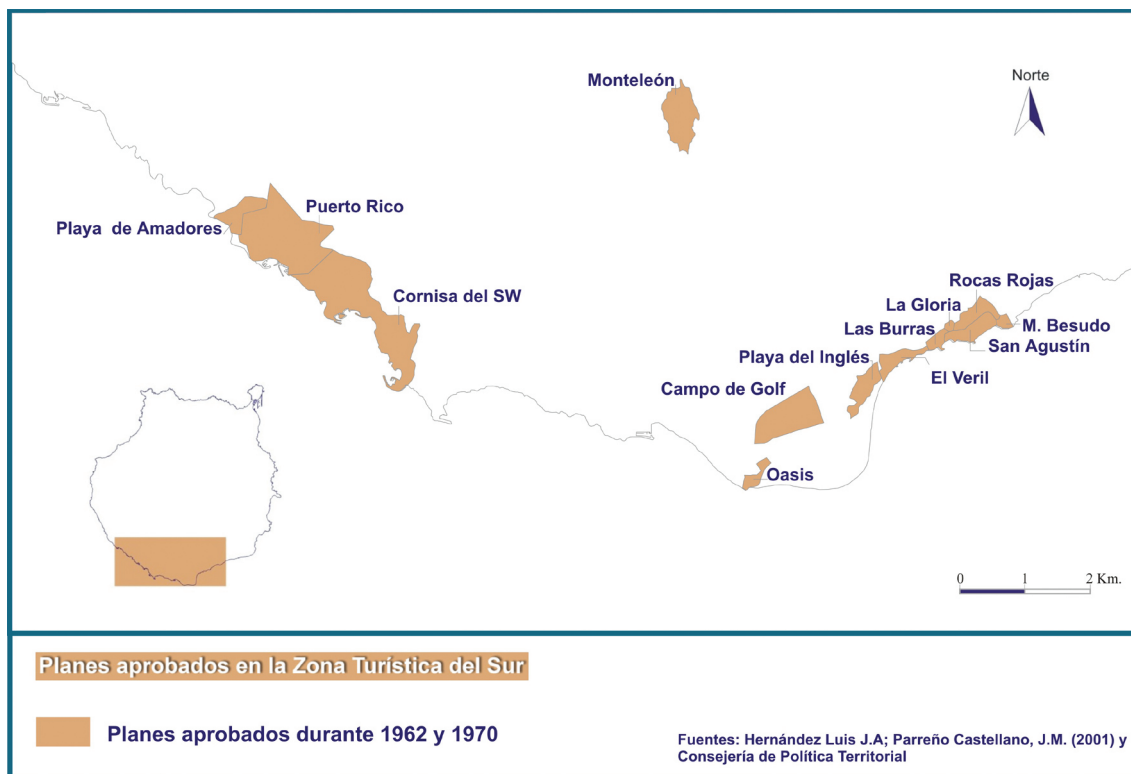 Monteleón
Norte
Puerto Rico
Playa de Amadores
Cornisa del SW
Rocas Rojas
La Gloria
M. Besudo
Las Burras
San Agustín
Playa del Inglés
El Veril
Campo de Golf
Oasis
0 1 2 Km.
Planes aprobados en la Zona Turística del Sur
Planes aprobados durante 1962 y 1970
Fuentes: Hernández Luis J.A; Parreño Castellano, J.M. (2001) y
Consejería de Política Territorial